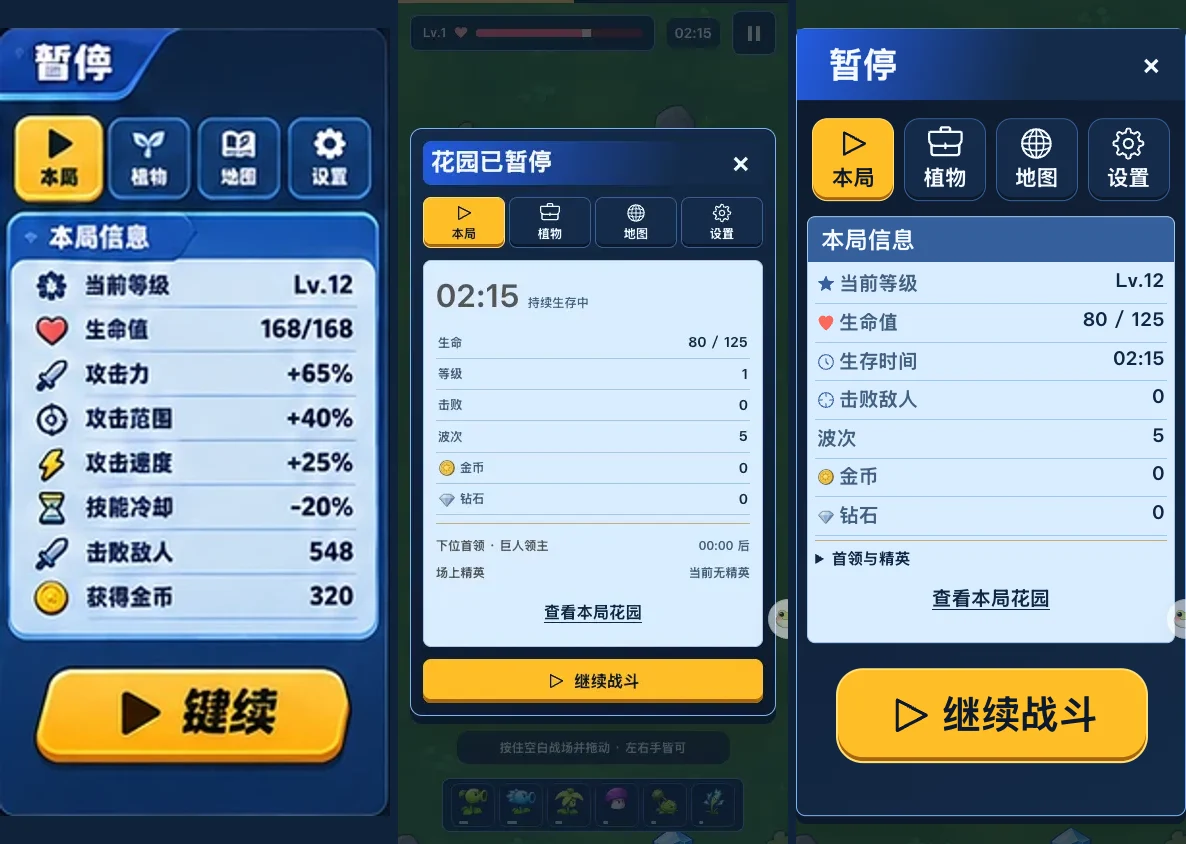 暂停
本局
植物
地图
设置
本局信息
当前等级 Lv.12
生命值 168/168
攻击力 +65%
攻击范围 +40%
攻击速度 +25%
技能冷却 -20%
击败敌人 548
获得金币 320
键续
Lv.1
02:15
花园已暂停
本局
植物
地图
设置
02:15 持续生存中
生命 80 / 125
等级 1
击败 0
波次 5
金币 0
钻石 0
下位首领 · 巨人领主 00:00 后
场上精英 当前无精英
查看本局花园
继续战斗
按住空白战场并拖动 · 左右手皆可
暂停
本局
植物
地图
设置
本局信息
当前等级 Lv.12
生命值 80 / 125
生存时间 02:15
击败敌人 0
波次 5
金币 0
钻石 0
首领与精英
查看本局花园
继续战斗